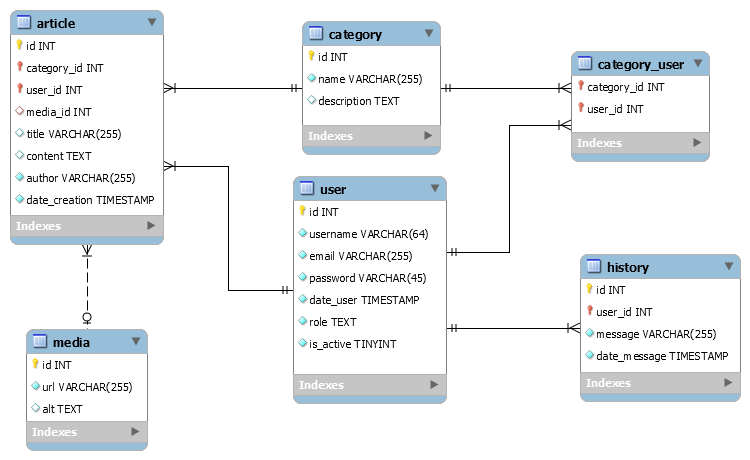 article
id INT
category_id INT
user_id INT
media_id INT
title VARCHAR(255)
content TEXT
author VARCHAR(255)
date_creation TIMESTAMP
Indexes
category
id INT
name VARCHAR(255)
description TEXT
Indexes
category_user
category_id INT
user_id INT
Indexes
user
id INT
username VARCHAR(64)
email VARCHAR(255)
password VARCHAR(45)
date_user TIMESTAMP
role TEXT
is_active TINYINT
Indexes
history
id INT
user_id INT
message VARCHAR(255)
date_message TIMESTAMP
Indexes
media
id INT
url VARCHAR(255)
alt TEXT
Indexes